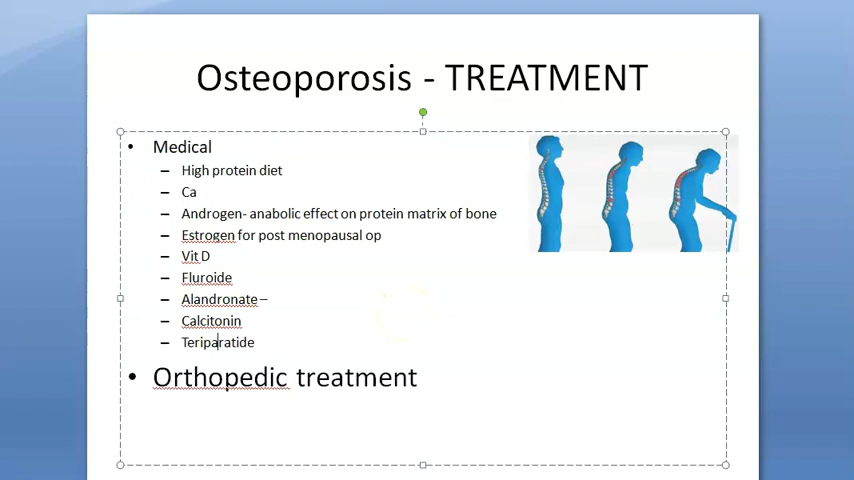 Osteoporosis - TREATMENT
• Medical
– High protein diet
– Ca
– Androgen- anabolic effect on protein matrix of bone
– Estrogen for post menopausal op
– Vit D
– Fluroide
– Alandronate –
– Calcitonin
– Teriparatide
• Orthopedic treatment